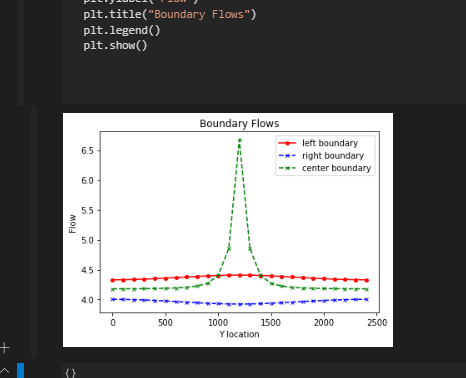 plt.ylabel("Flow")
plt.title("Boundary Flows")
plt.legend()
plt.show()
Boundary Flows
left boundary
right boundary
center boundary
6.5
6.0
5.5
5.0
4.5
4.0
Flow
0
500
1000
1500
2000
2500
Y location
{}